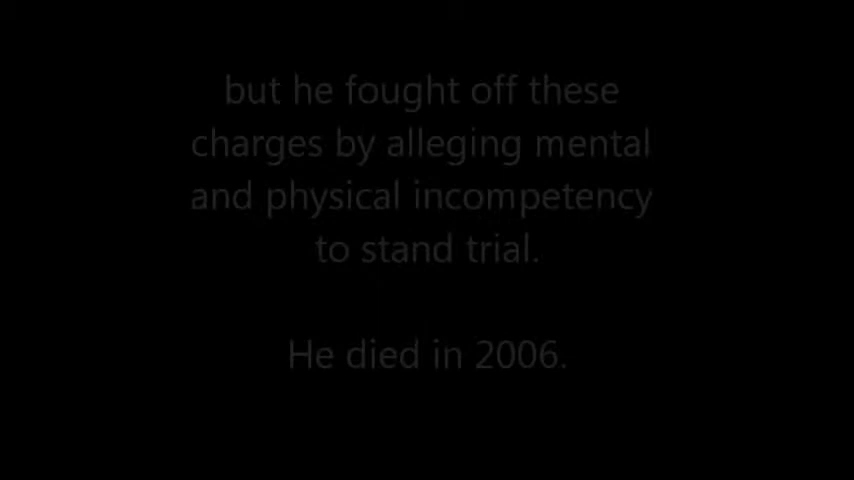 but he fought off these
charges by alleging mental
and physical incompetency
to stand trial.
He died in 2006.